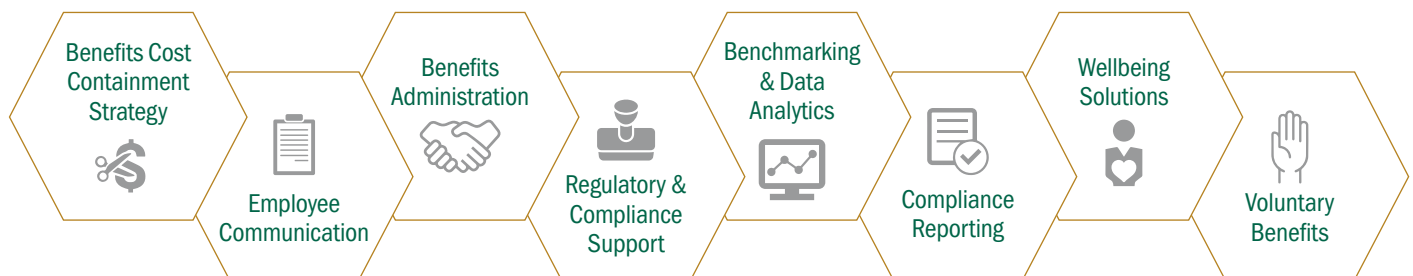 Benefits Cost
Containment
Strategy
Employee
Communication
Benefits
Administration
Regulatory &
Compliance
Support
Benchmarking
& Data
Analytics
Compliance
Reporting
Wellbeing
Solutions
Voluntary
Benefits